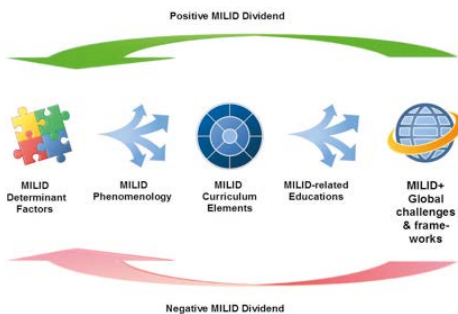 Positive MILID Dividend
MILID
Determinant
Factors
MILID
Phenomenology
MILID
Curriculum
Elements
MILID-related
Educations
MILID+
Global
challenges
& frame-
works
Negative MILID Dividend